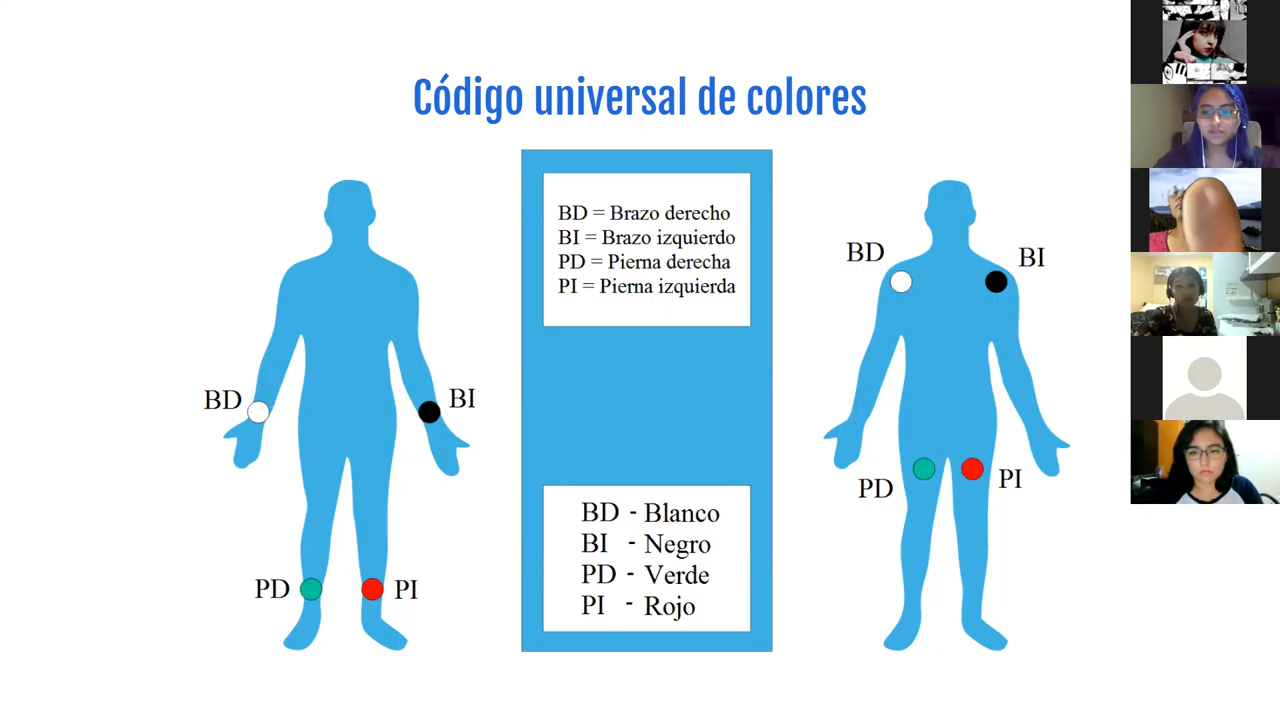 Código universal de colores
BD = Brazo derecho
BI = Brazo izquierdo
PD = Pierna derecha
PI = Pierna izquierda
BD
BI
PD
PI
BD - Blanco
BI - Negro
PD - Verde
PI - Rojo
BD
BI
PD
PI